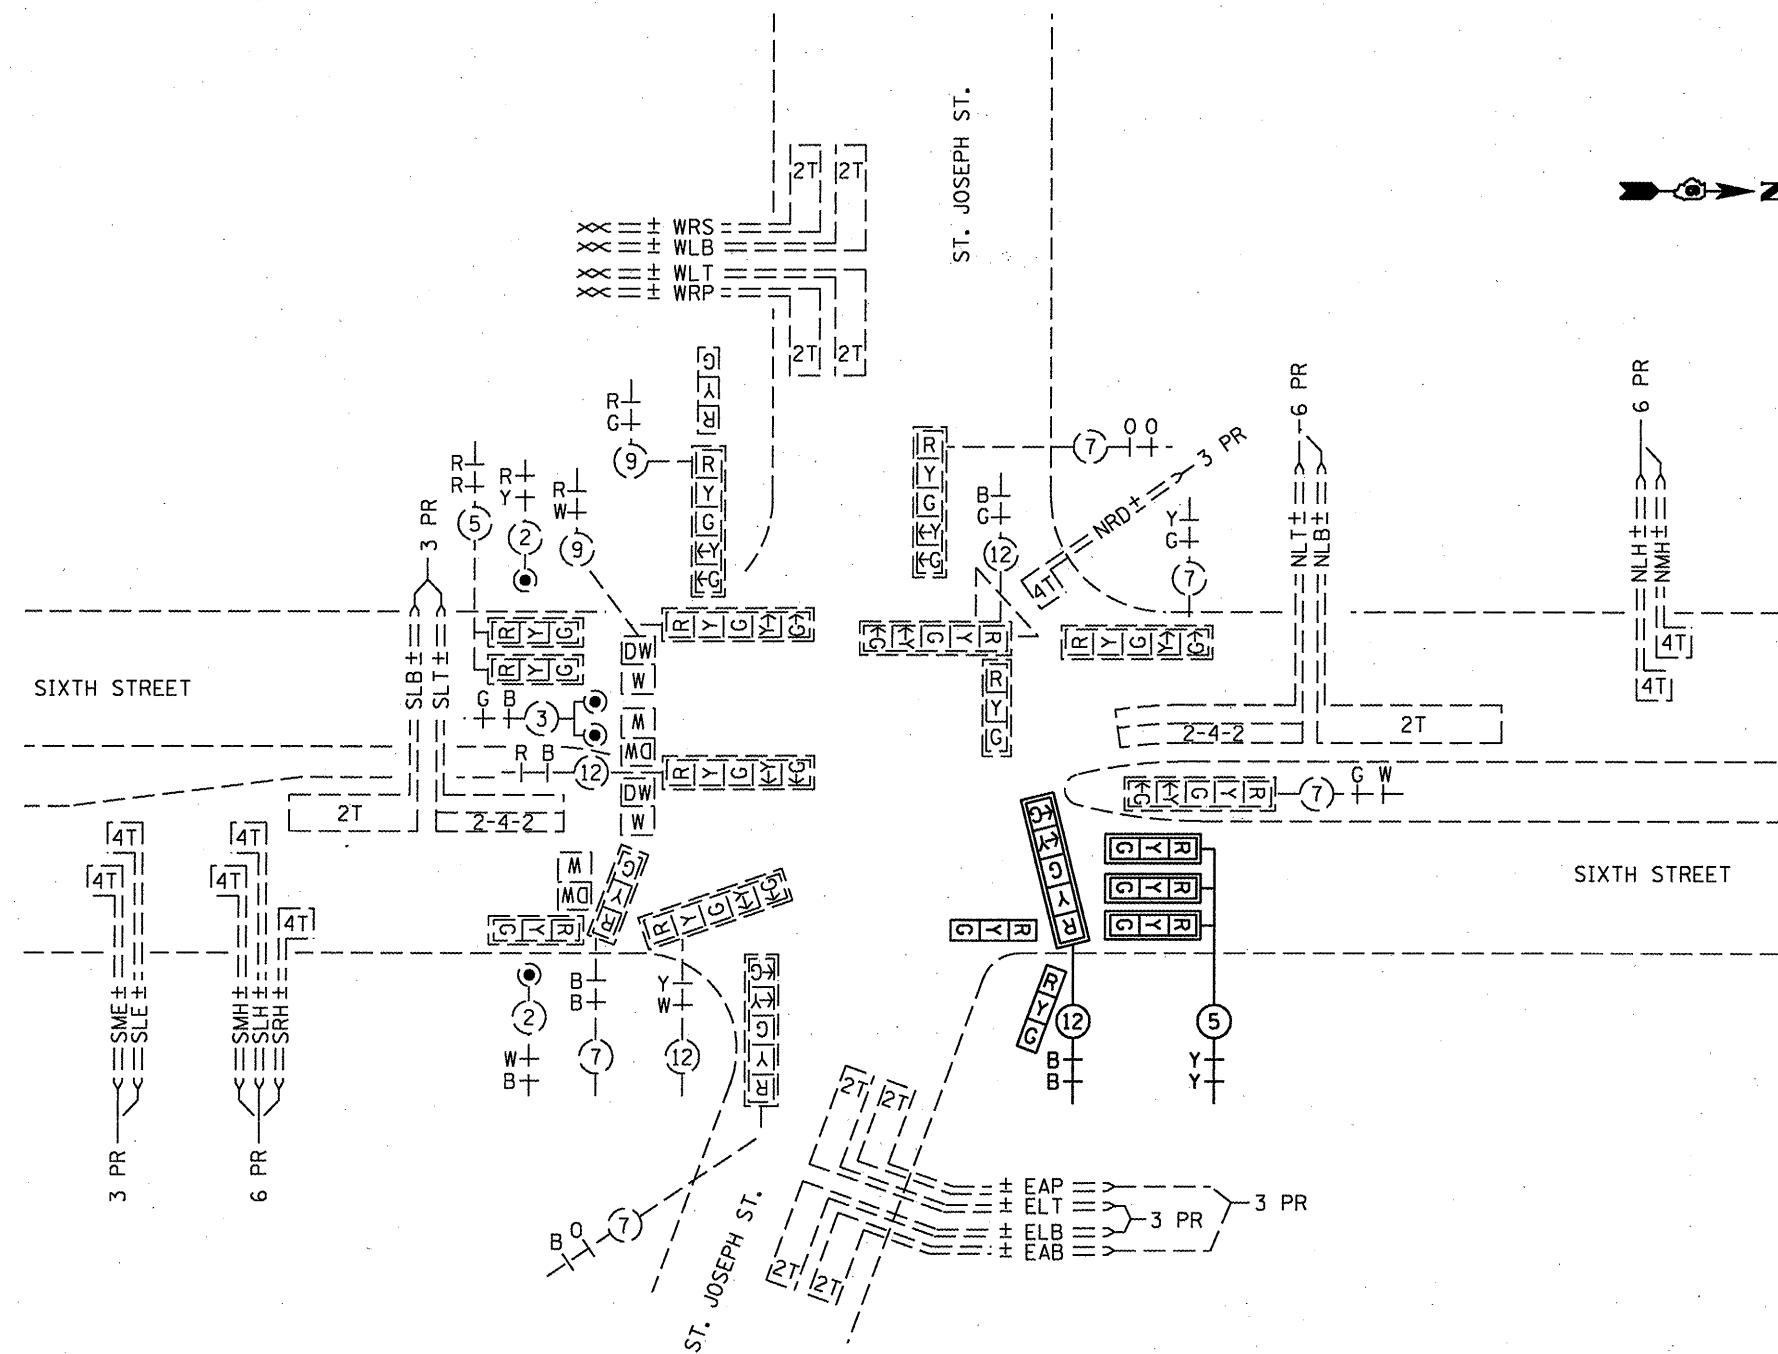 ST. JOSEPH ST.
N
2T
2T
± WRS
± WLB
± WLT
± WRP
2T
2T
G
Y
R
R
G
9
R
Y
G
Y
G
R
R
5
R
Y
2
R
W
9
3 PR
R
Y
G
Y
G
7
O O
3 PR
NRD ±
4T
B
G
12
Y
G
7
6 PR
NLT ±
NLB ±
6 PR
NLH ±
NMH ±
4T
4T
SLB ±
SLT ±
R Y G
R Y G
R Y G Y G
DW
W
G Y G Y R
R Y G Y G
R
Y
G
SIXTH STREET
G B
3
W
DW
R B
12
R Y G Y G
DW
W
2-4-2
2T
G Y G Y R
7
G W
2T
2-4-2
4T
4T
4T
4T
4T
W
DW
G Y R
R Y G Y G
G Y R
G
Y
G
Y
R
G Y R
G Y R
G Y R
G Y R
SIXTH STREET
SME ±
SLE ±
SMH ±
SLH ±
SRH ±
3 PR
6 PR
2
W
B
B
B
7
Y
W
12
G
Y
G
Y
R
R
Y
G
12
B
B
5
Y
Y
B O
7
ST. JOSEPH ST.
2T
2T
± EAP
± ELT
± ELB
± EAB
3 PR
3 PR
2T
2T